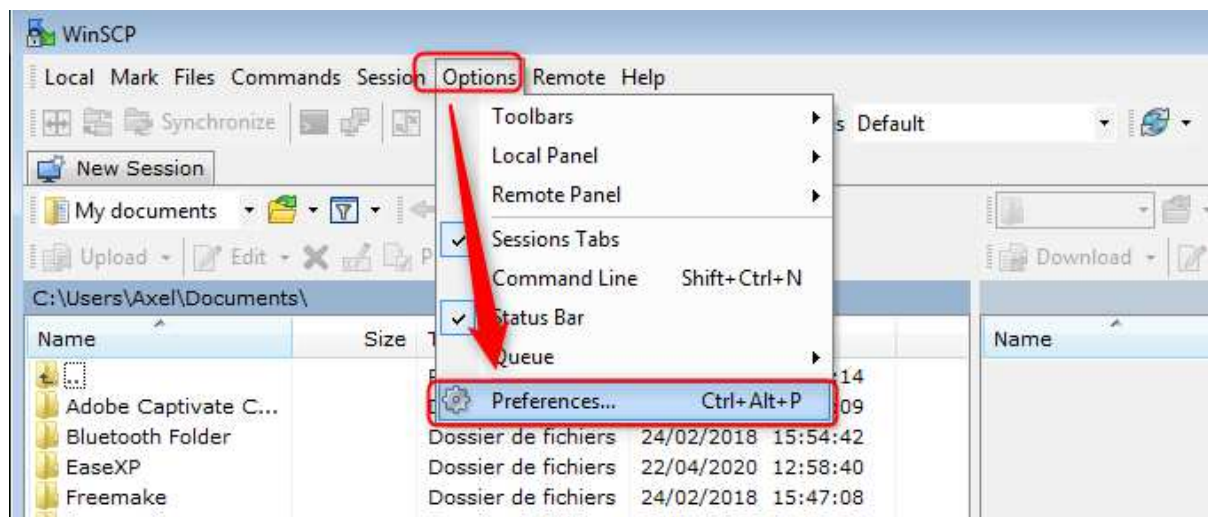 WinSCP
Local Mark Files Commands Session Options Remote Help
Synchronize
s Default
Toolbars
Local Panel
Remote Panel
Sessions Tabs
Command Line Shift+Ctrl+N
Status Bar
Queue
Preferences... Ctrl+Alt+P
New Session
My documents
Upload Edit P
Download
C:\Users\Axel\Documents\
Name Size
Name
..
:14
Adobe Captivate C... :09
Bluetooth Folder Dossier de fichiers 24/02/2018 15:54:42
EaseXP Dossier de fichiers 22/04/2020 12:58:40
Freemake Dossier de fichiers 24/02/2018 15:47:08